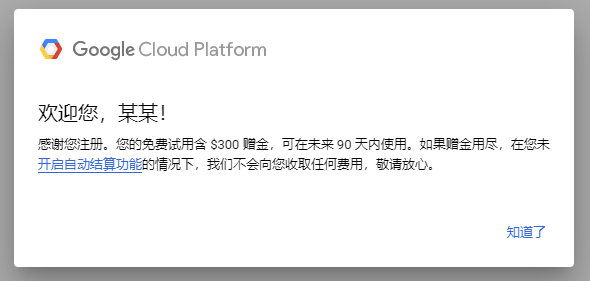 Google Cloud Platform
欢迎您，某某！
感谢您注册。您的免费试用含 $300 赠金，可在未来 90 天内使用。如果赠金用尽，在您未
开启自动结算功能的情况下，我们不会向您收取任何费用，敬请放心。
知道了